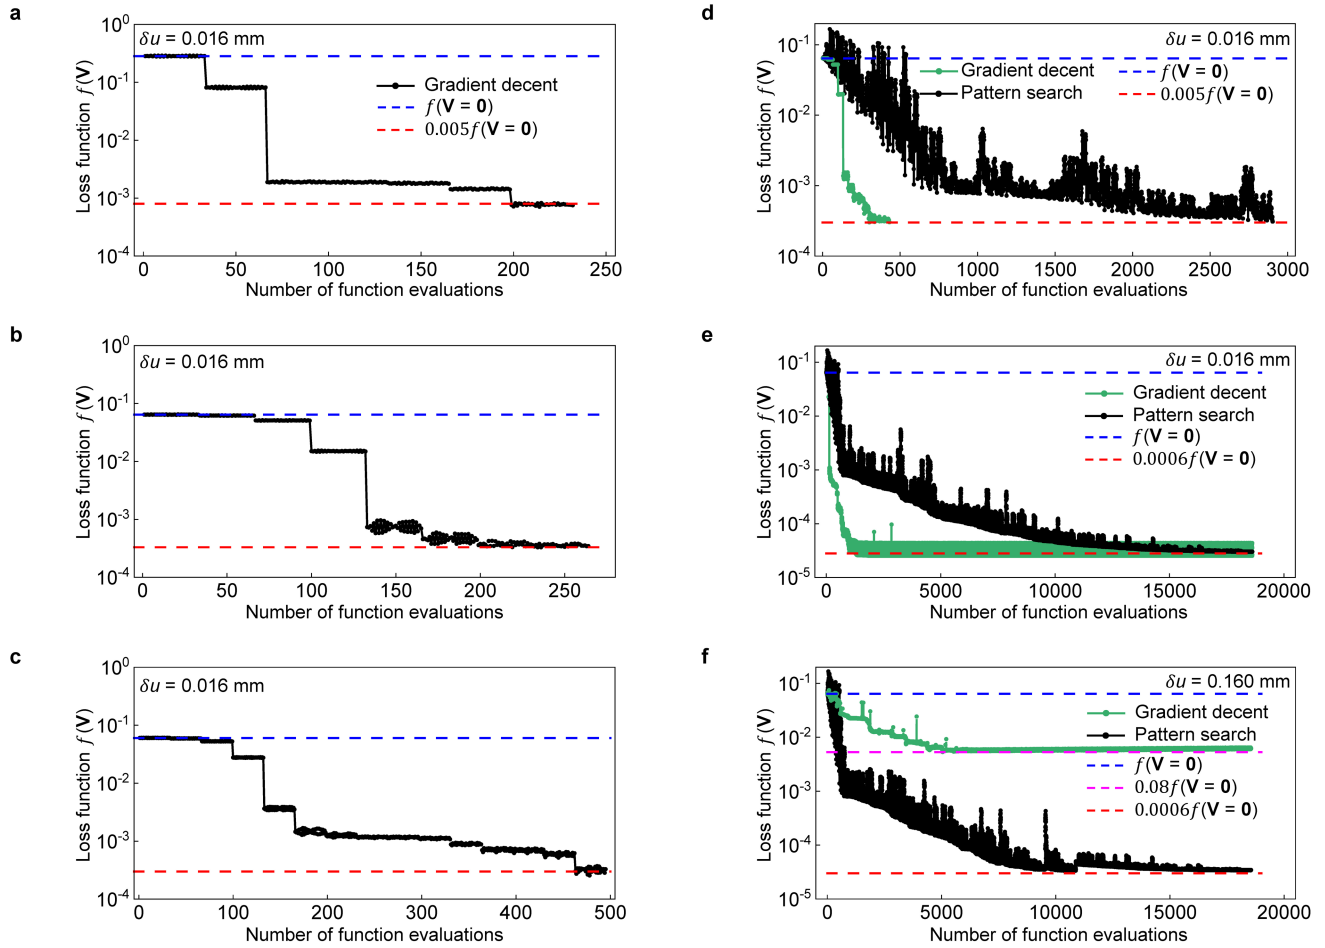 a
10⁰
10⁻¹
10⁻²
10⁻³
10⁻⁴
Loss function f(V)
δu = 0.016 mm
Gradient decent
f(V = 0)
0.005f(V = 0)
0 50 100 150 200 250
Number of function evaluations
b
10⁰
10⁻¹
10⁻²
10⁻³
10⁻⁴
Loss function f(V)
δu = 0.016 mm
0 50 100 150 200 250
Number of function evaluations
c
10⁰
10⁻¹
10⁻²
10⁻³
10⁻⁴
Loss function f(V)
δu = 0.016 mm
0 100 200 300 400 500
Number of function evaluations
d
10⁻¹
10⁻²
10⁻³
10⁻⁴
Loss function f(V)
δu = 0.016 mm
Gradient decent f(V = 0)
Pattern search 0.005f(V = 0)
0 500 1000 1500 2000 2500 3000
Number of function evaluations
e
10⁻¹
10⁻²
10⁻³
10⁻⁴
10⁻⁵
Loss function f(V)
δu = 0.016 mm
Gradient decent
Pattern search
f(V = 0)
0.0006f(V = 0)
0 5000 10000 15000 20000
Number of function evaluations
f
10⁻¹
10⁻²
10⁻³
10⁻⁴
10⁻⁵
Loss function f(V)
δu = 0.160 mm
Gradient decent
Pattern search
f(V = 0)
0.08f(V = 0)
0.0006f(V = 0)
0 5000 10000 15000 20000
Number of function evaluations